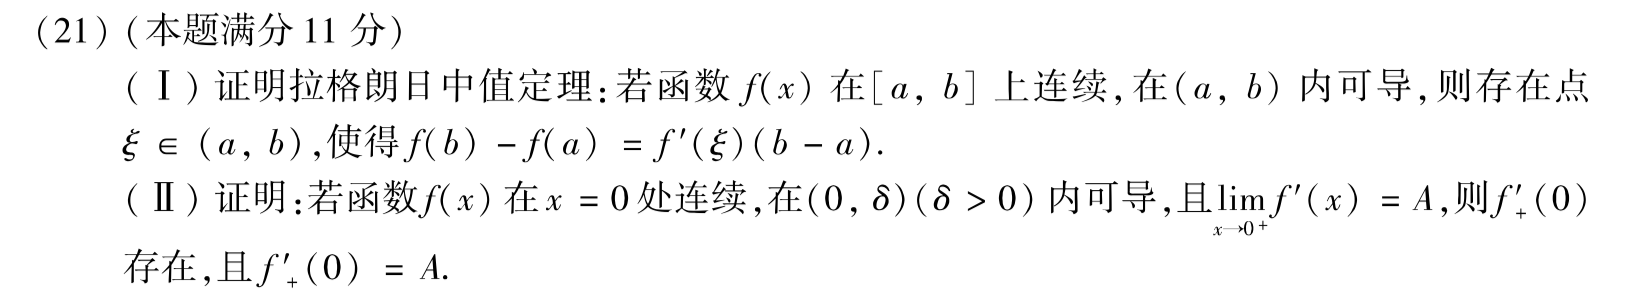 (21)(本题满分 11 分)
(Ⅰ)证明拉格朗日中值定理:若函数 f(x) 在[a, b] 上连续,在(a, b) 内可导,则存在点
ξ ∈ (a, b),使得f(b) - f(a) = f′(ξ)(b - a).
(Ⅱ)证明:若函数f(x)在x = 0处连续,在(0, δ)(δ > 0)内可导,且lim_{x→0⁺} f′(x) = A,则f′₊(0)
存在,且f′₊(0) = A.